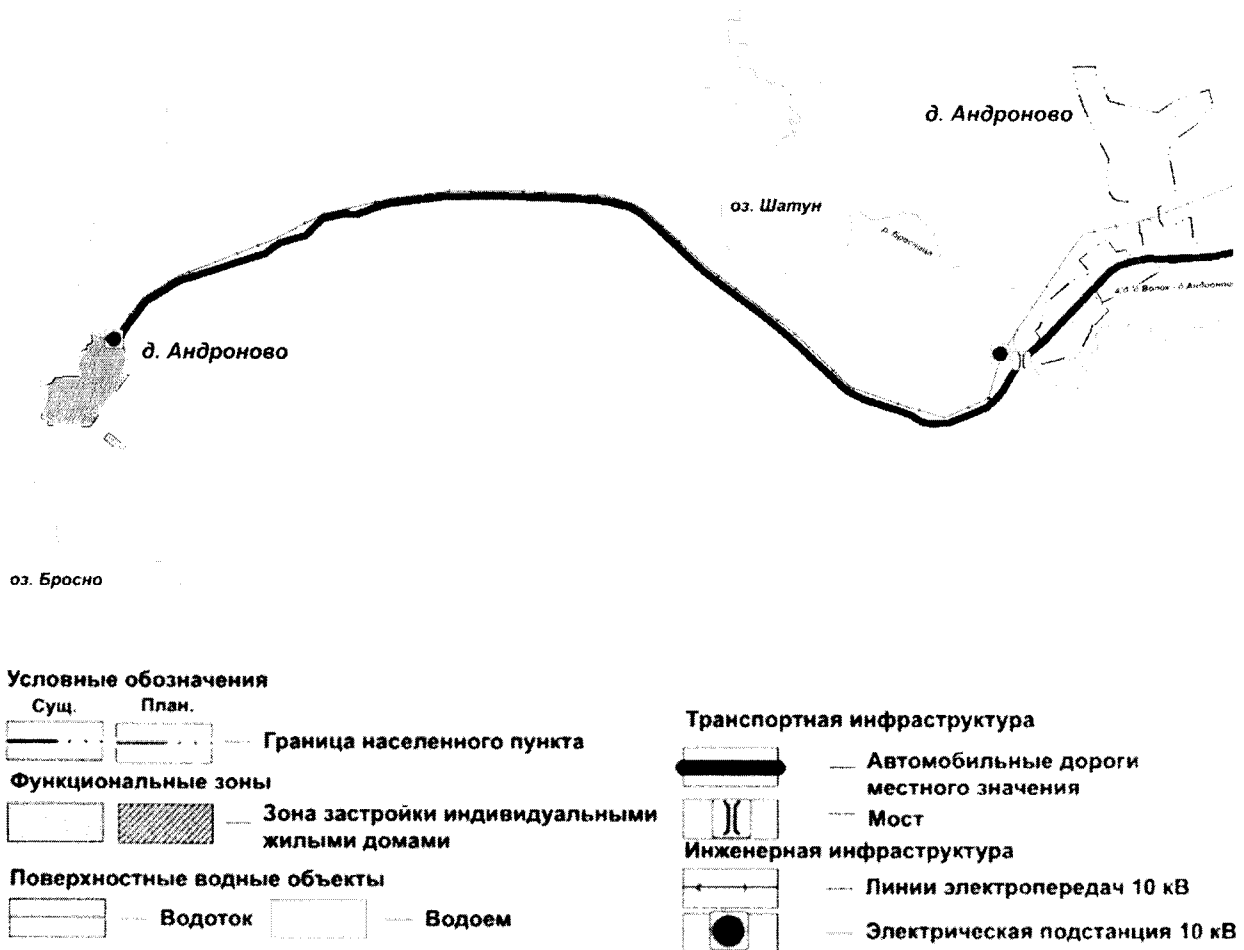 д. Андроново
оз. Шатун
д. Андроново
оз. Бросно
Условные обозначения
Сущ. План.
Граница населенного пункта
Функциональные зоны
Зона застройки индивидуальными
жилыми домами
Поверхностные водные объекты
Водоток
Водоем
Транспортная инфраструктура
Автомобильные дороги
местного значения
Мост
Инженерная инфраструктура
Линии электропередач 10 кВ
Электрическая подстанция 10 кВ